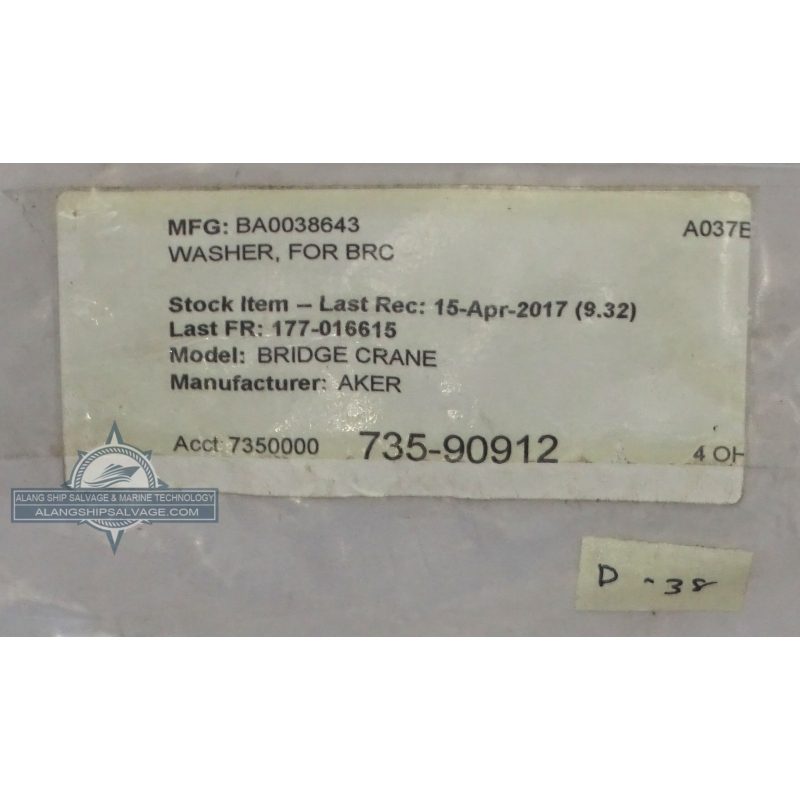 MFG: BA0038643
A037E
WASHER, FOR BRC
Stock Item – Last Rec: 15-Apr-2017 (9.32)
Last FR: 177-016615
Model: BRIDGE CRANE
Manufacturer: AKER
Acct 7350000 735-90912
4 OH
ALANG SHIP SALVAGE & MARINE TECHNOLOGY
ALANGSHIPSALVAGE.COM
D -38